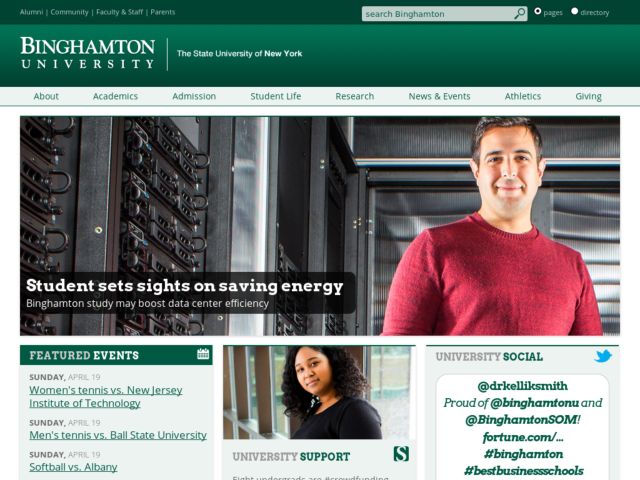 Alumni | Community | Faculty & Staff | Parents
search Binghamton
pages
directory
BINGHAMTON
UNIVERSITY
The State University of New York
About
Academics
Admission
Student Life
Research
News & Events
Athletics
Giving
Student sets sights on saving energy
Binghamton study may boost data center efficiency
FEATURED EVENTS
SUNDAY, APRIL 19
Women's tennis vs. New Jersey
Institute of Technology
SUNDAY, APRIL 19
Men's tennis vs. Ball State University
SUNDAY, APRIL 19
Softball vs. Albany
UNIVERSITY SUPPORT
S
Eight undergrads are #crowdfunding
UNIVERSITY SOCIAL
@drkelliksmith
Proud of @binghamtonu and
@BinghamtonSOM!
fortune.com/...
#binghamton
#bestbusinessschools